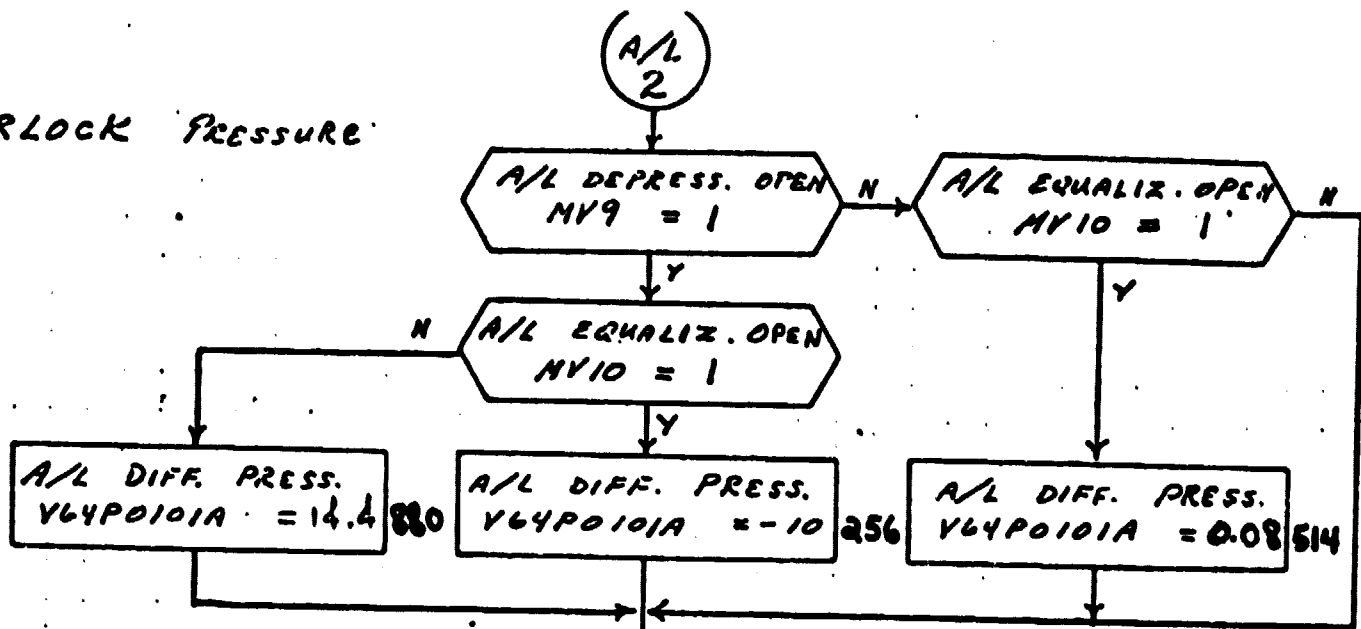 A/L
2
RLOCK PRESSURE
A/L DEPRESS. OPEN
MV9 = 1
N
A/L EQUALIZ. OPEN
MV10 = 1
N
Y
Y
N
A/L EQUALIZ. OPEN
MV10 = 1
Y
A/L DIFF. PRESS.
V64P0101A = 14.4 880
A/L DIFF. PRESS.
V64P0101A = -10 256
A/L DIFF. PRESS.
V64P0101A = 0.08 514